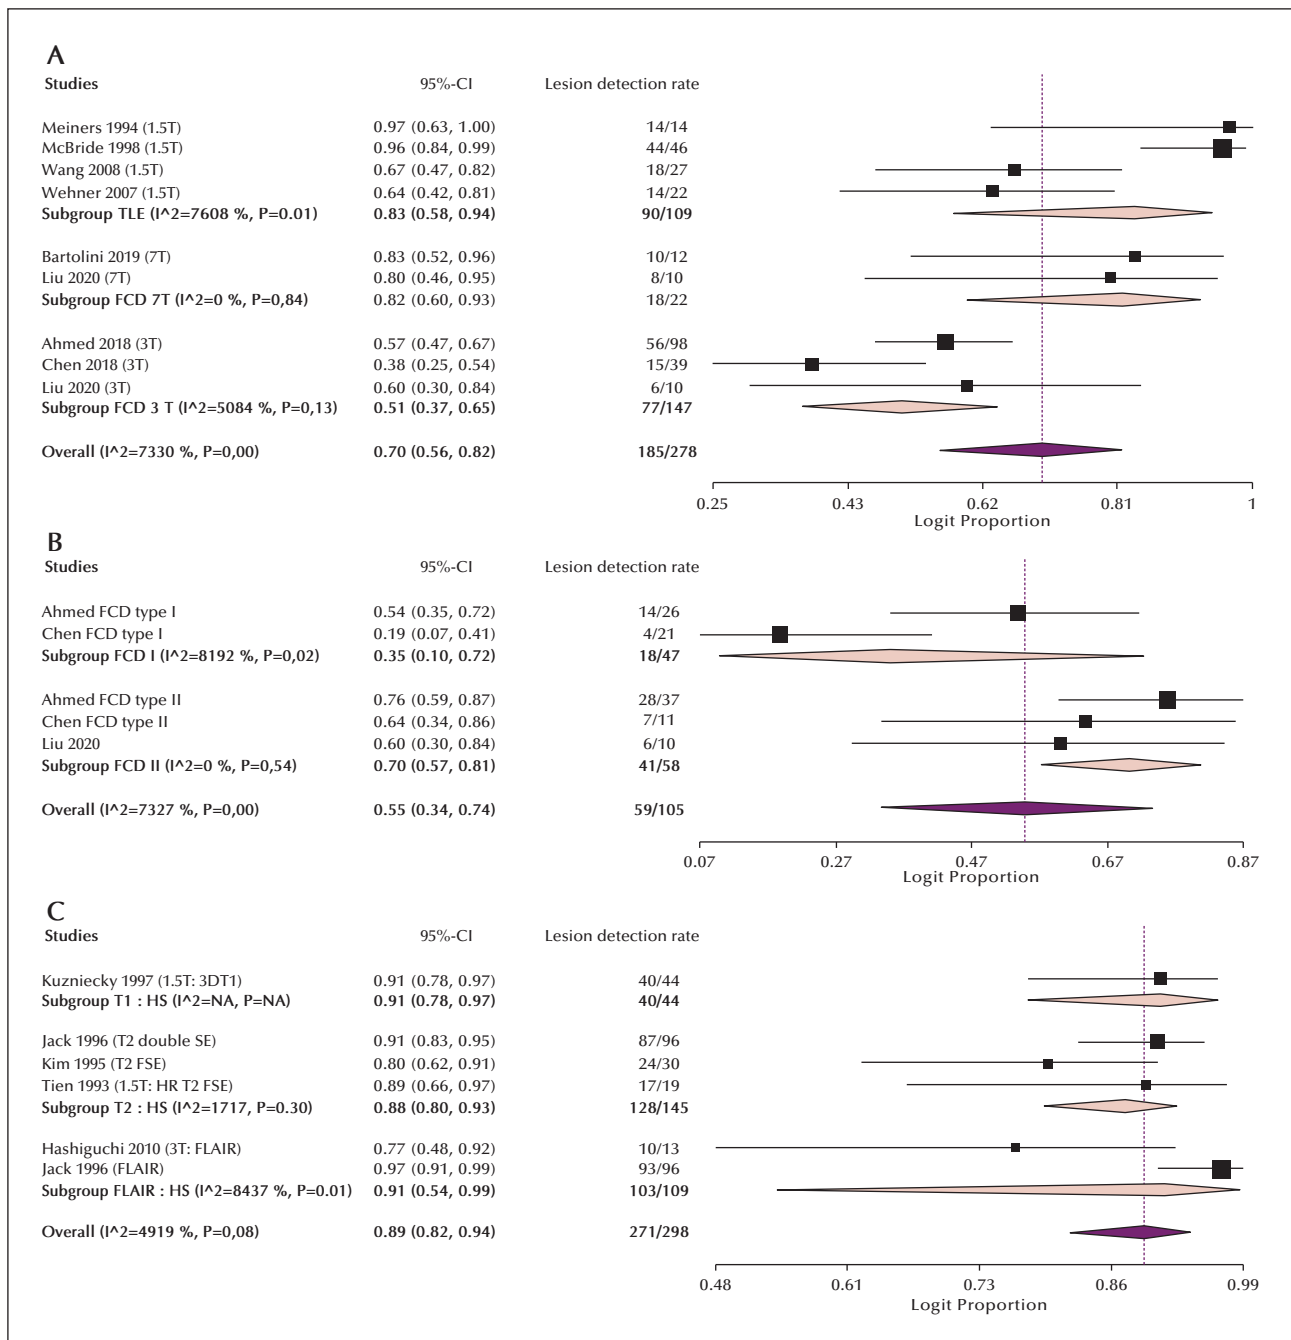 A
Studies 95%-CI Lesion detection rate
Meiners 1994 (1.5T) 0.97 (0.63, 1.00) 14/14
McBride 1998 (1.5T) 0.96 (0.84, 0.99) 44/46
Wang 2008 (1.5T) 0.67 (0.47, 0.82) 18/27
Wehner 2007 (1.5T) 0.64 (0.42, 0.81) 14/22
Subgroup TLE (I^2=7608 %, P=0.01) 0.83 (0.58, 0.94) 90/109
Bartolini 2019 (7T) 0.83 (0.52, 0.96) 10/12
Liu 2020 (7T) 0.80 (0.46, 0.95) 8/10
Subgroup FCD 7T (I^2=0 %, P=0,84) 0.82 (0.60, 0.93) 18/22
Ahmed 2018 (3T) 0.57 (0.47, 0.67) 56/98
Chen 2018 (3T) 0.38 (0.25, 0.54) 15/39
Liu 2020 (3T) 0.60 (0.30, 0.84) 6/10
Subgroup FCD 3 T (I^2=5084 %, P=0,13) 0.51 (0.37, 0.65) 77/147
Overall (I^2=7330 %, P=0,00) 0.70 (0.56, 0.82) 185/278
0.25 0.43 0.62 0.81 1
Logit Proportion
B
Studies 95%-CI Lesion detection rate
Ahmed FCD type I 0.54 (0.35, 0.72) 14/26
Chen FCD type I 0.19 (0.07, 0.41) 4/21
Subgroup FCD I (I^2=8192 %, P=0,02) 0.35 (0.10, 0.72) 18/47
Ahmed FCD type II 0.76 (0.59, 0.87) 28/37
Chen FCD type II 0.64 (0.34, 0.86) 7/11
Liu 2020 0.60 (0.30, 0.84) 6/10
Subgroup FCD II (I^2=0 %, P=0,54) 0.70 (0.57, 0.81) 41/58
Overall (I^2=7327 %, P=0,00) 0.55 (0.34, 0.74) 59/105
0.07 0.27 0.47 0.67 0.87
Logit Proportion
C
Studies 95%-CI Lesion detection rate
Kuzniecky 1997 (1.5T: 3DT1) 0.91 (0.78, 0.97) 40/44
Subgroup T1 : HS (I^2=NA, P=NA) 0.91 (0.78, 0.97) 40/44
Jack 1996 (T2 double SE) 0.91 (0.83, 0.95) 87/96
Kim 1995 (T2 FSE) 0.80 (0.62, 0.91) 24/30
Tien 1993 (1.5T: HR T2 FSE) 0.89 (0.66, 0.97) 17/19
Subgroup T2 : HS (I^2=1717, P=0.30) 0.88 (0.80, 0.93) 128/145
Hashiguchi 2010 (3T: FLAIR) 0.77 (0.48, 0.92) 10/13
Jack 1996 (FLAIR) 0.97 (0.91, 0.99) 93/96
Subgroup FLAIR : HS (I^2=8437 %, P=0.01) 0.91 (0.54, 0.99) 103/109
Overall (I^2=4919 %, P=0,08) 0.89 (0.82, 0.94) 271/298
0.48 0.61 0.73 0.86 0.99
Logit Proportion